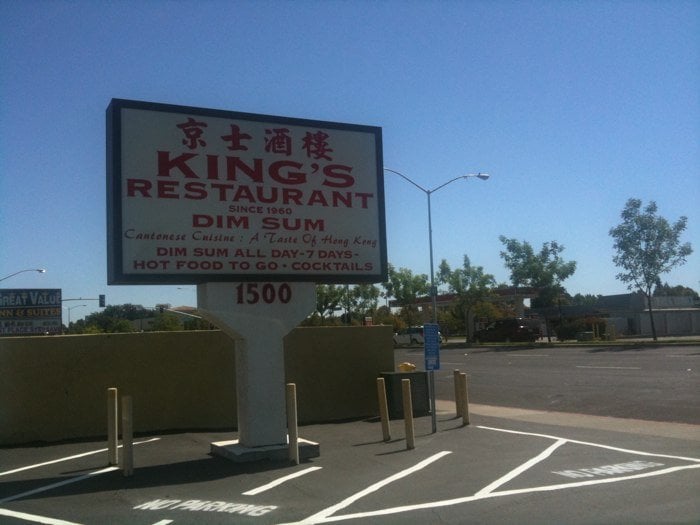 京士酒樓
KING'S
RESTAURANT
SINCE 1960
DIM SUM
Cantonese Cuisine : A Taste Of Hong Kong
DIM SUM ALL DAY-7 DAYS-
HOT FOOD TO GO • COCKTAILS
1500
GREAT VALUE
INN & SUITES
NO PARKING
NO PARKING